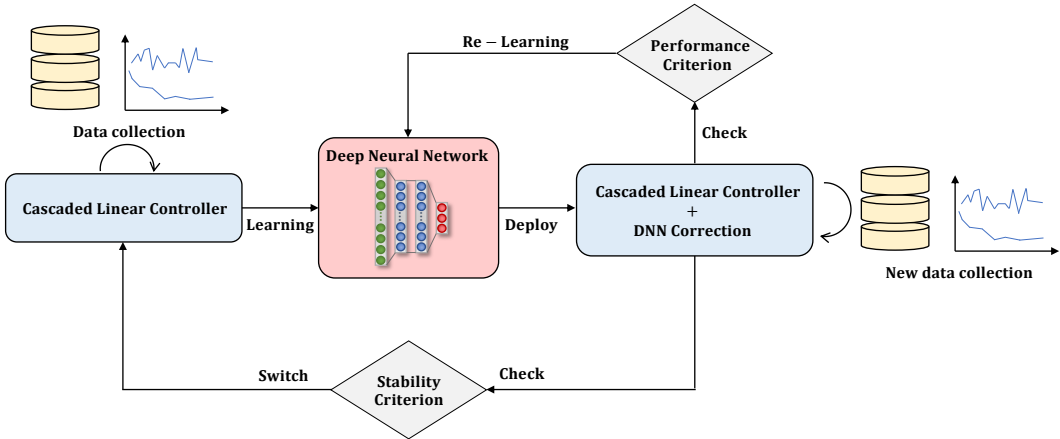 Re – Learning
Performance
Criterion
Data collection
Check
Deep Neural Network
Cascaded Linear Controller
Learning
Deploy
Cascaded Linear Controller
+
DNN Correction
New data collection
Switch
Stability
Criterion
Check